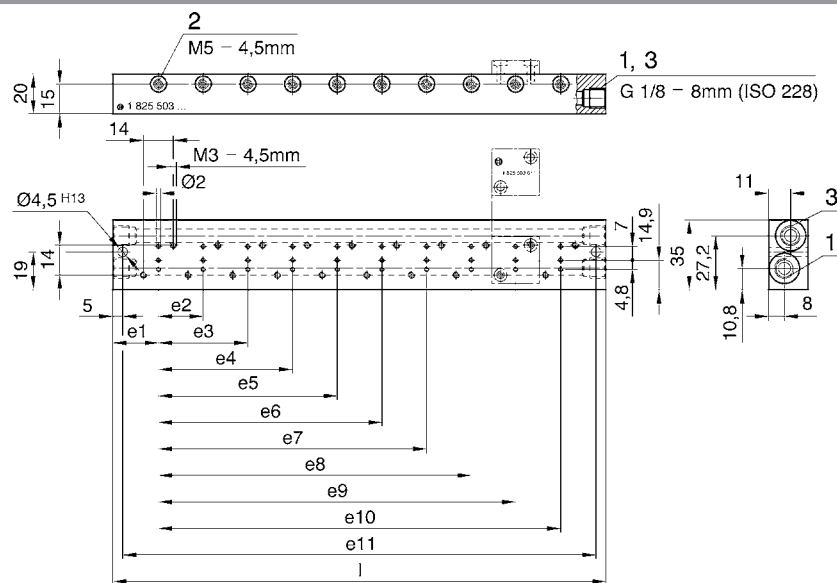 2
M5 – 4,5mm
1, 3
G 1/8 – 8mm (ISO 228)
20
15
1 825 503 ...
14
M3 – 4,5mm
Ø2
Ø4,5 H13
11
3
7
14,9
35
27,2
1
19
14
5
4,8
10,8
8
e1
e2
e3
e4
e5
e6
e7
e8
e9
e10
e11
l